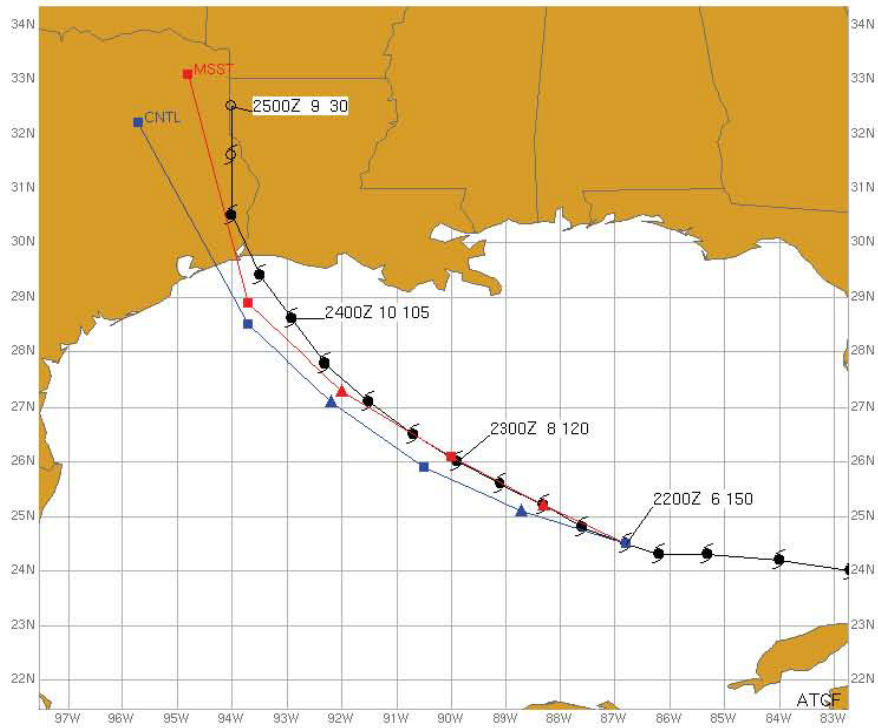 34N 34N
MSST
33N 33N
2500Z 9 30
CNTL
32N 32N
31N 31N
30N 30N
29N 29N
2400Z 10 105
28N 28N
27N 27N
2300Z 8 120
26N 26N
2200Z 6 150
25N 25N
24N 24N
23N 23N
22N 22N
ATCF
97W 96W 95W 94W 93W 92W 91W 90W 89W 88W 87W 86W 85W 84W 83W